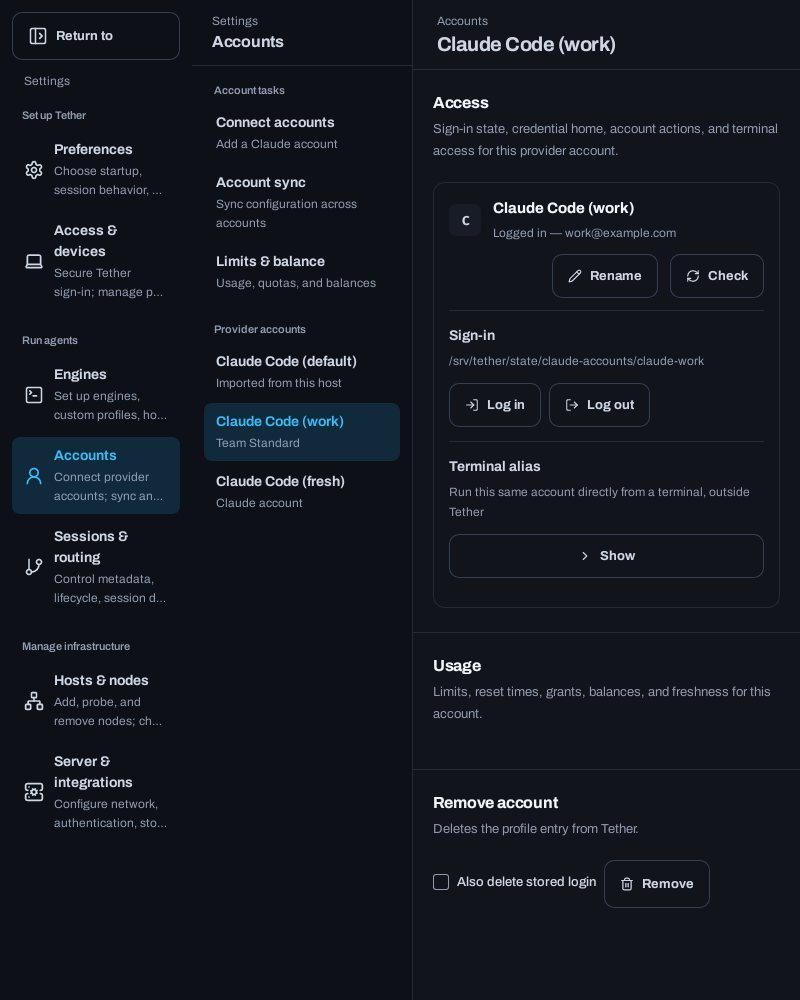 Return to
Settings
Set up Tether
Preferences
Choose startup,
session behavior, ...
Access &
devices
Secure Tether
sign-in; manage p...
Run agents
Engines
Set up engines,
custom profiles, ho...
Accounts
Connect provider
accounts; sync an...
Sessions &
routing
Control metadata,
lifecycle, session d...
Manage infrastructure
Hosts & nodes
Add, probe, and
remove nodes; ch...
Server &
integrations
Configure network,
authentication, sto...
Settings
Accounts
Account tasks
Connect accounts
Add a Claude account
Account sync
Sync configuration across
accounts
Limits & balance
Usage, quotas, and balances
Provider accounts
Claude Code (default)
Imported from this host
Claude Code (work)
Team Standard
Claude Code (fresh)
Claude account
Accounts
Claude Code (work)
Access
Sign-in state, credential home, account actions, and terminal
access for this provider account.
C
Claude Code (work)
Logged in — work@example.com
Rename
Check
Sign-in
/srv/tether/state/claude-accounts/claude-work
Log in
Log out
Terminal alias
Run this same account directly from a terminal, outside
Tether
Show
Usage
Limits, reset times, grants, balances, and freshness for this
account.
Remove account
Deletes the profile entry from Tether.
Also delete stored login
Remove